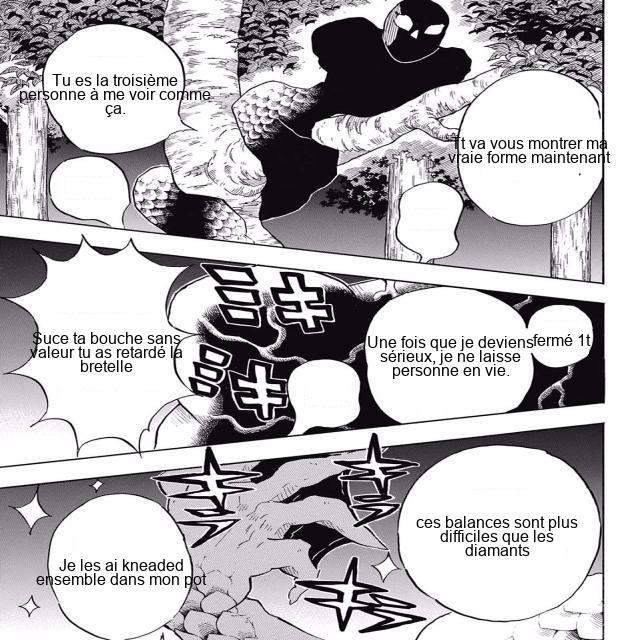 Tt va vous montrer ma
vraie forme maintenant
.
Tu es la troisième
personne à me voir comme
ça.
fermé 1t
Une fois que je deviens
sérieux, je ne laisse
personne en vie.
Suce ta bouche sans
valeur tu as retardé la
bretelle
ces balances sont plus
difficiles que les
diamants
Je les ai kneaded
ensemble dans mon pot